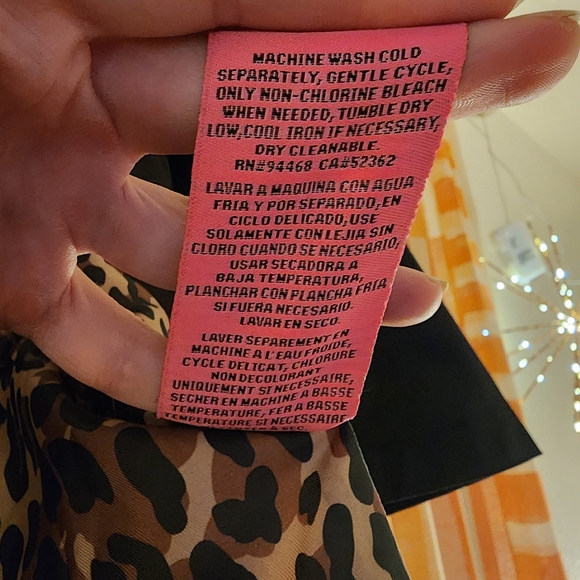 MACHINE WASH COLD
SEPARATELY, GENTLE CYCLE,
ONLY NON-CHLORINE BLEACH
WHEN NEEDED, TUMBLE DRY
LOW, COOL IRON IF NECESSARY,
DRY CLEANABLE.
RN#94468 CA#52362
LAVAR A MAQUINA CON AGUA
FRIA Y POR SEPARADO, EN
CICLO DELICADO, USE
SOLAMENTE CON LEJIA SIN
CLORO CUANDO SE NECESARIO,
USAR SECADORA A
BAJA TEMPERATURA,
PLANCHAR CON PLANCHA FRIA
SI FUERA NECESARIO.
LAVAR EN SECO.
LAVER SEPAREMENT EN
MACHINE A L'EAU FROIDE,
CYCLE DELICAT, CHLORURE
NON DECOLORANT
UNIQUEMENT SI NECESSAIRE,
SECHER EN MACHINE A BASSE
TEMPERATURE, FER A BASSE
TEMPERATURE SI NECESSAIRE
A SEC.